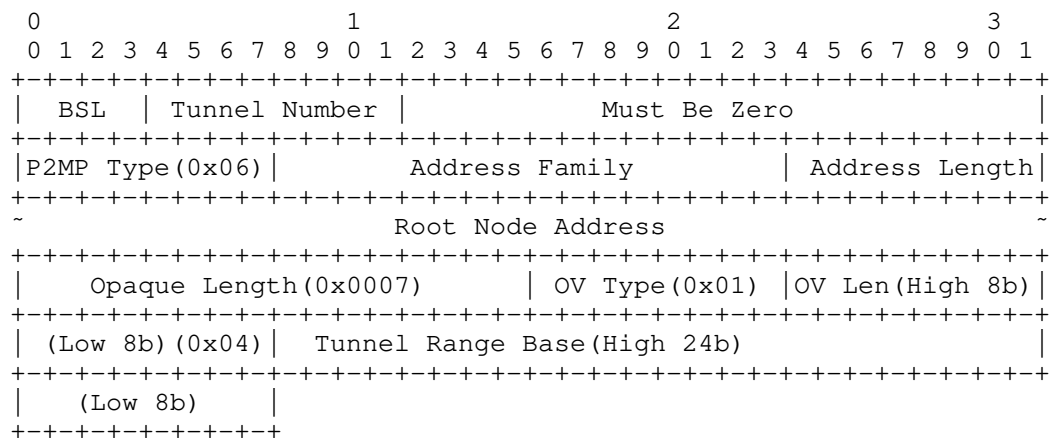 0                   1                   2                   3
 0 1 2 3 4 5 6 7 8 9 0 1 2 3 4 5 6 7 8 9 0 1 2 3 4 5 6 7 8 9 0 1
+-+-+-+-+-+-+-+-+-+-+-+-+-+-+-+-+-+-+-+-+-+-+-+-+-+-+-+-+-+-+-+-+
|  BSL  | Tunnel Number |            Must Be Zero               |
+-+-+-+-+-+-+-+-+-+-+-+-+-+-+-+-+-+-+-+-+-+-+-+-+-+-+-+-+-+-+-+-+
|P2MP Type(0x06)|        Address Family         | Address Length|
+-+-+-+-+-+-+-+-+-+-+-+-+-+-+-+-+-+-+-+-+-+-+-+-+-+-+-+-+-+-+-+-+
~                       Root Node Address                       ~
+-+-+-+-+-+-+-+-+-+-+-+-+-+-+-+-+-+-+-+-+-+-+-+-+-+-+-+-+-+-+-+-+
|    Opaque Length(0x0007)      | OV Type(0x01) |OV Len(High 8b)|
+-+-+-+-+-+-+-+-+-+-+-+-+-+-+-+-+-+-+-+-+-+-+-+-+-+-+-+-+-+-+-+-+
| (Low 8b)(0x04)|  Tunnel Range Base(High 24b)                  |
+-+-+-+-+-+-+-+-+-+-+-+-+-+-+-+-+-+-+-+-+-+-+-+-+-+-+-+-+-+-+-+-+
|   (Low 8b)    |
+-+-+-+-+-+-+-+-+